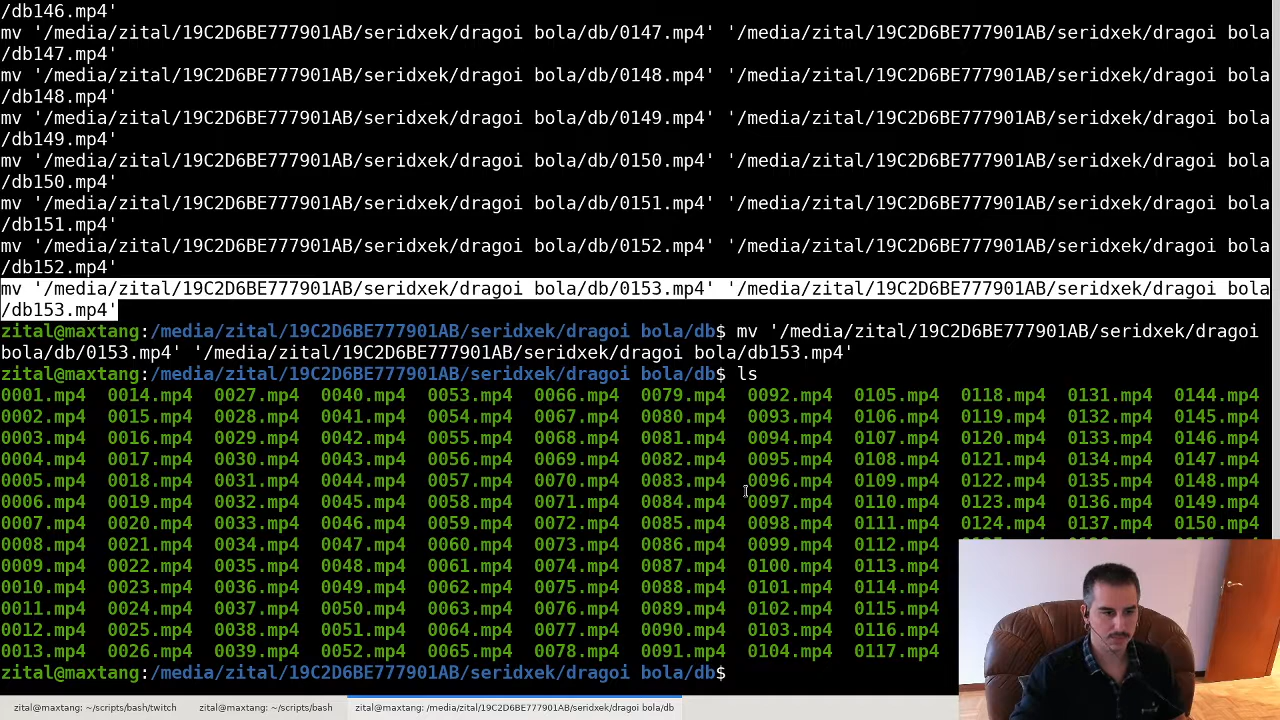 /db146.mp4'
mv '/media/zital/19C2D6BE777901AB/seridxek/dragoi bola/db/0147.mp4' '/media/zital/19C2D6BE777901AB/seridxek/dragoi bola
/db147.mp4'
mv '/media/zital/19C2D6BE777901AB/seridxek/dragoi bola/db/0148.mp4' '/media/zital/19C2D6BE777901AB/seridxek/dragoi bola
/db148.mp4'
mv '/media/zital/19C2D6BE777901AB/seridxek/dragoi bola/db/0149.mp4' '/media/zital/19C2D6BE777901AB/seridxek/dragoi bola
/db149.mp4'
mv '/media/zital/19C2D6BE777901AB/seridxek/dragoi bola/db/0150.mp4' '/media/zital/19C2D6BE777901AB/seridxek/dragoi bola
/db150.mp4'
mv '/media/zital/19C2D6BE777901AB/seridxek/dragoi bola/db/0151.mp4' '/media/zital/19C2D6BE777901AB/seridxek/dragoi bola
/db151.mp4'
mv '/media/zital/19C2D6BE777901AB/seridxek/dragoi bola/db/0152.mp4' '/media/zital/19C2D6BE777901AB/seridxek/dragoi bola
/db152.mp4'
mv '/media/zital/19C2D6BE777901AB/seridxek/dragoi bola/db/0153.mp4' '/media/zital/19C2D6BE777901AB/seridxek/dragoi bola
/db153.mp4'
zital@maxtang:/media/zital/19C2D6BE777901AB/seridxek/dragoi bola/db$ mv '/media/zital/19C2D6BE777901AB/seridxek/dragoi
bola/db/0153.mp4' '/media/zital/19C2D6BE777901AB/seridxek/dragoi bola/db153.mp4'
zital@maxtang:/media/zital/19C2D6BE777901AB/seridxek/dragoi bola/db$ ls
0001.mp4 0014.mp4 0027.mp4 0040.mp4 0053.mp4 0066.mp4 0079.mp4 0092.mp4 0105.mp4 0118.mp4 0131.mp4 0144.mp4
0002.mp4 0015.mp4 0028.mp4 0041.mp4 0054.mp4 0067.mp4 0080.mp4 0093.mp4 0106.mp4 0119.mp4 0132.mp4 0145.mp4
0003.mp4 0016.mp4 0029.mp4 0042.mp4 0055.mp4 0068.mp4 0081.mp4 0094.mp4 0107.mp4 0120.mp4 0133.mp4 0146.mp4
0004.mp4 0017.mp4 0030.mp4 0043.mp4 0056.mp4 0069.mp4 0082.mp4 0095.mp4 0108.mp4 0121.mp4 0134.mp4 0147.mp4
0005.mp4 0018.mp4 0031.mp4 0044.mp4 0057.mp4 0070.mp4 0083.mp4 0096.mp4 0109.mp4 0122.mp4 0135.mp4 0148.mp4
0006.mp4 0019.mp4 0032.mp4 0045.mp4 0058.mp4 0071.mp4 0084.mp4 0097.mp4 0110.mp4 0123.mp4 0136.mp4 0149.mp4
0007.mp4 0020.mp4 0033.mp4 0046.mp4 0059.mp4 0072.mp4 0085.mp4 0098.mp4 0111.mp4 0124.mp4 0137.mp4 0150.mp4
0008.mp4 0021.mp4 0034.mp4 0047.mp4 0060.mp4 0073.mp4 0086.mp4 0099.mp4 0112.mp4
0009.mp4 0022.mp4 0035.mp4 0048.mp4 0061.mp4 0074.mp4 0087.mp4 0100.mp4 0113.mp4
0010.mp4 0023.mp4 0036.mp4 0049.mp4 0062.mp4 0075.mp4 0088.mp4 0101.mp4 0114.mp4
0011.mp4 0024.mp4 0037.mp4 0050.mp4 0063.mp4 0076.mp4 0089.mp4 0102.mp4 0115.mp4
0012.mp4 0025.mp4 0038.mp4 0051.mp4 0064.mp4 0077.mp4 0090.mp4 0103.mp4 0116.mp4
0013.mp4 0026.mp4 0039.mp4 0052.mp4 0065.mp4 0078.mp4 0091.mp4 0104.mp4 0117.mp4
zital@maxtang:/media/zital/19C2D6BE777901AB/seridxek/dragoi bola/db$
zital@maxtang: ~/scripts/bash/twitch zital@maxtang: ~/scripts/bash zital@maxtang: /media/zital/19C2D6BE777901AB/seridxek/dragoi bola/db